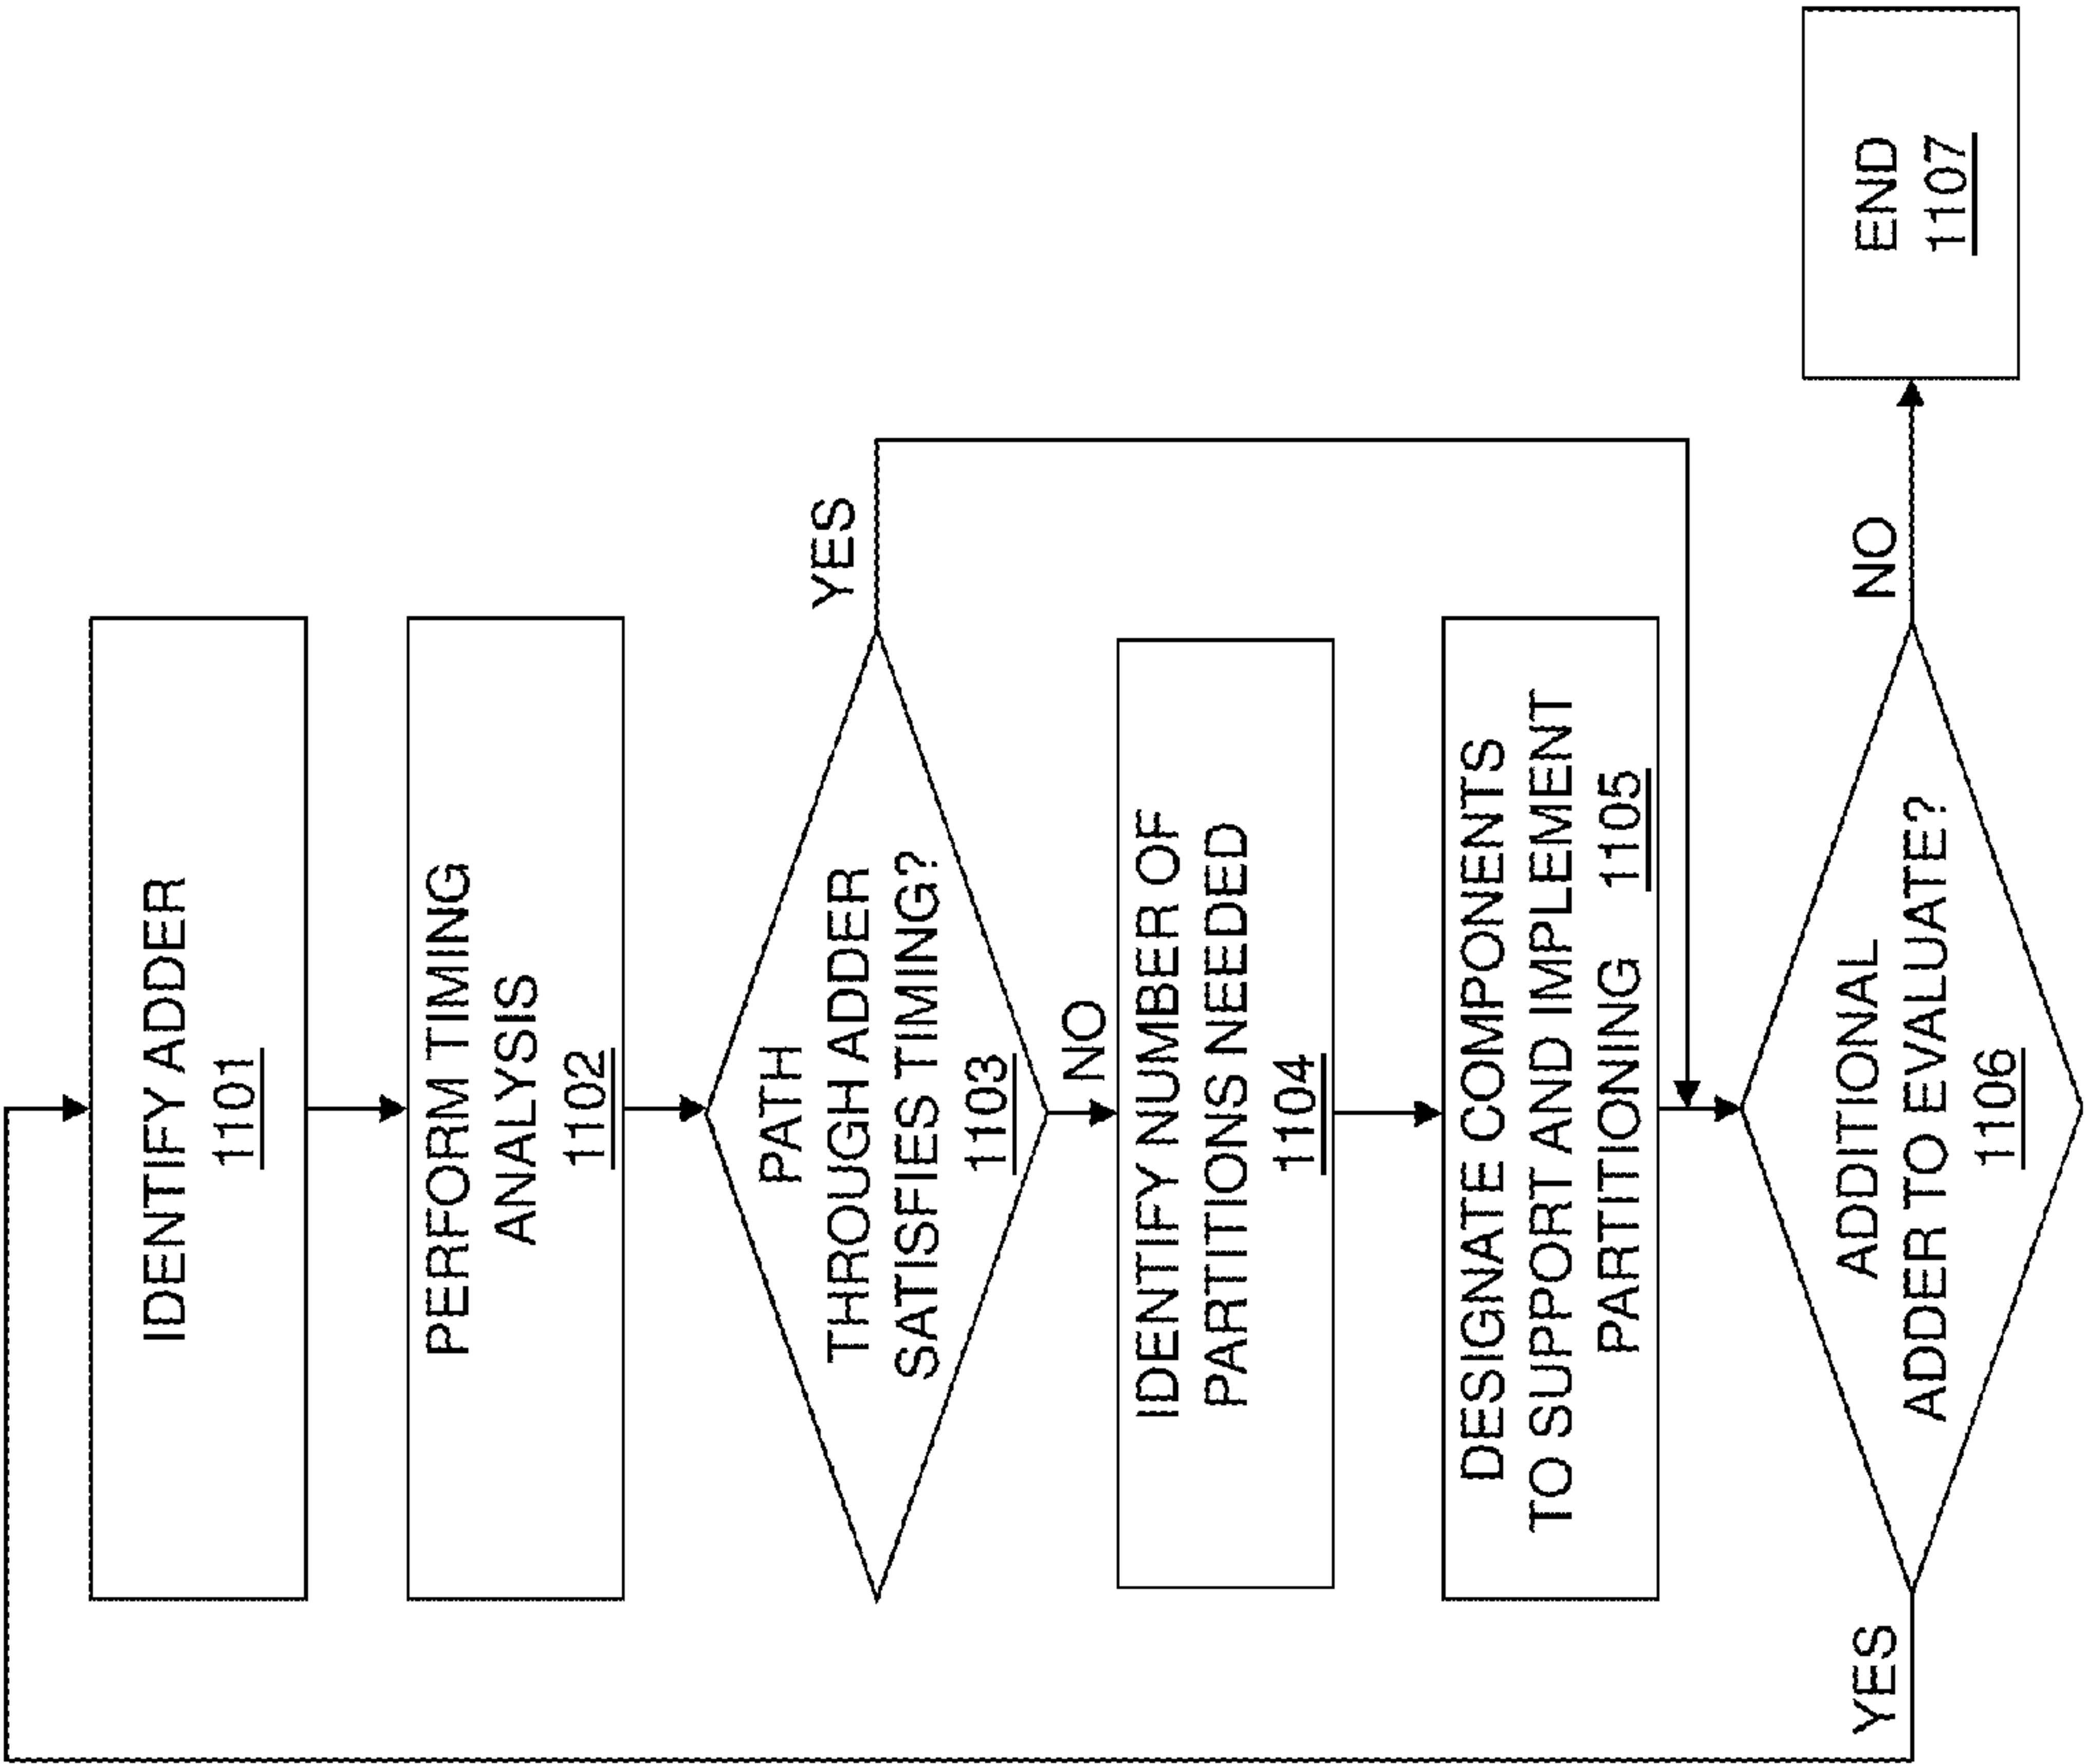 IDENTIFY ADDER
1101
PERFORM TIMING
ANALYSIS
1102
PATH
THROUGH ADDER
SATISFIES TIMING?
1103
YES
NO
IDENTIFY NUMBER OF
PARTITIONS NEEDED
1104
DESIGNATE COMPONENTS
TO SUPPORT AND IMPLEMENT
PARTITIONING 1105
ADDITIONAL
ADDER TO EVALUATE?
1106
YES
NO
END
1107